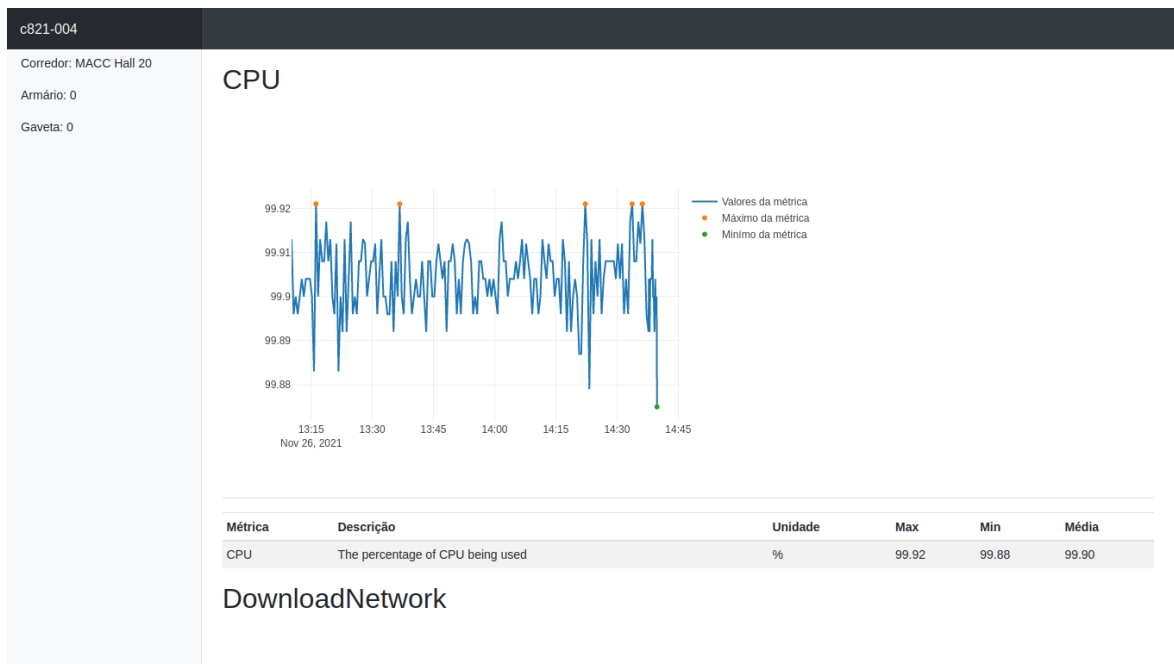 c821-004
Corredor: MACC Hall 20
Armário: 0
Gaveta: 0
CPU
99.92
99.91
99.9
99.89
99.88
13:15 13:30 13:45 14:00 14:15 14:30 14:45
Nov 26, 2021
Valores da métrica
Máximo da métrica
Minímo da métrica
Métrica Descrição Unidade Max Min Média
CPU The percentage of CPU being used % 99.92 99.88 99.90
DownloadNetwork